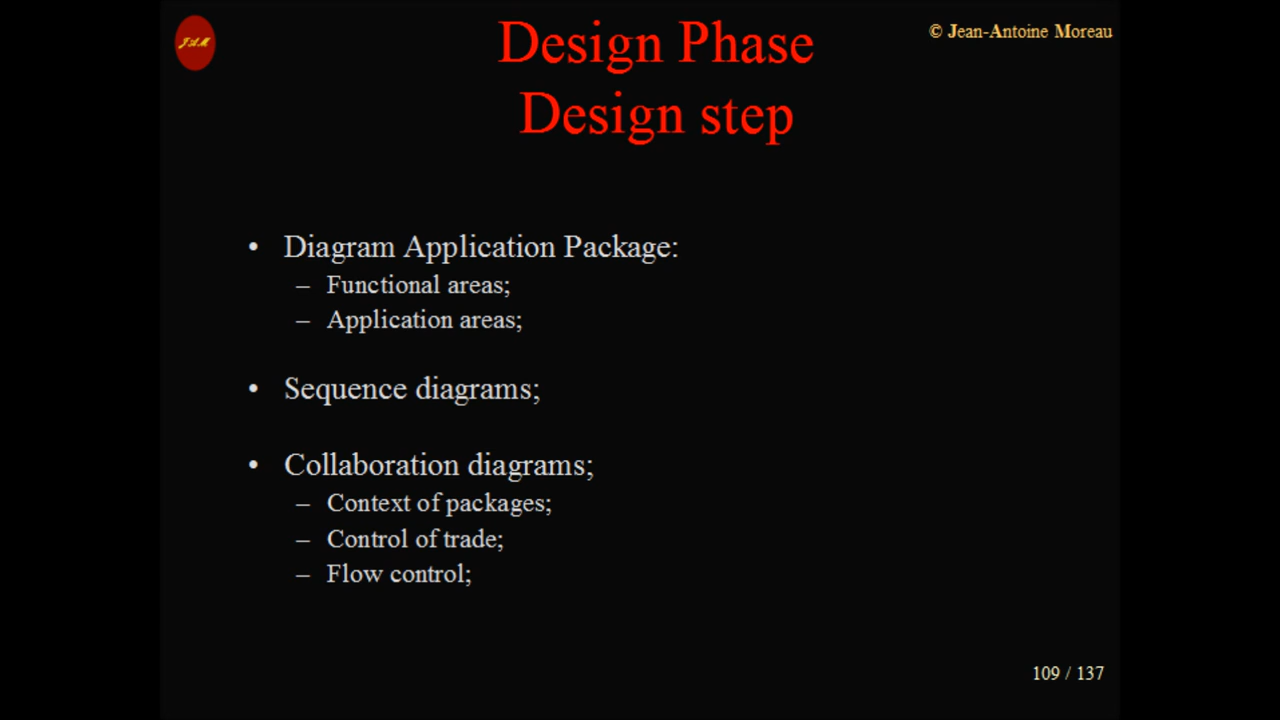 JAM
© Jean-Antoine Moreau
Design Phase
Design step
• Diagram Application Package:
– Functional areas;
– Application areas;
• Sequence diagrams;
• Collaboration diagrams;
– Context of packages;
– Control of trade;
– Flow control;
109 / 137